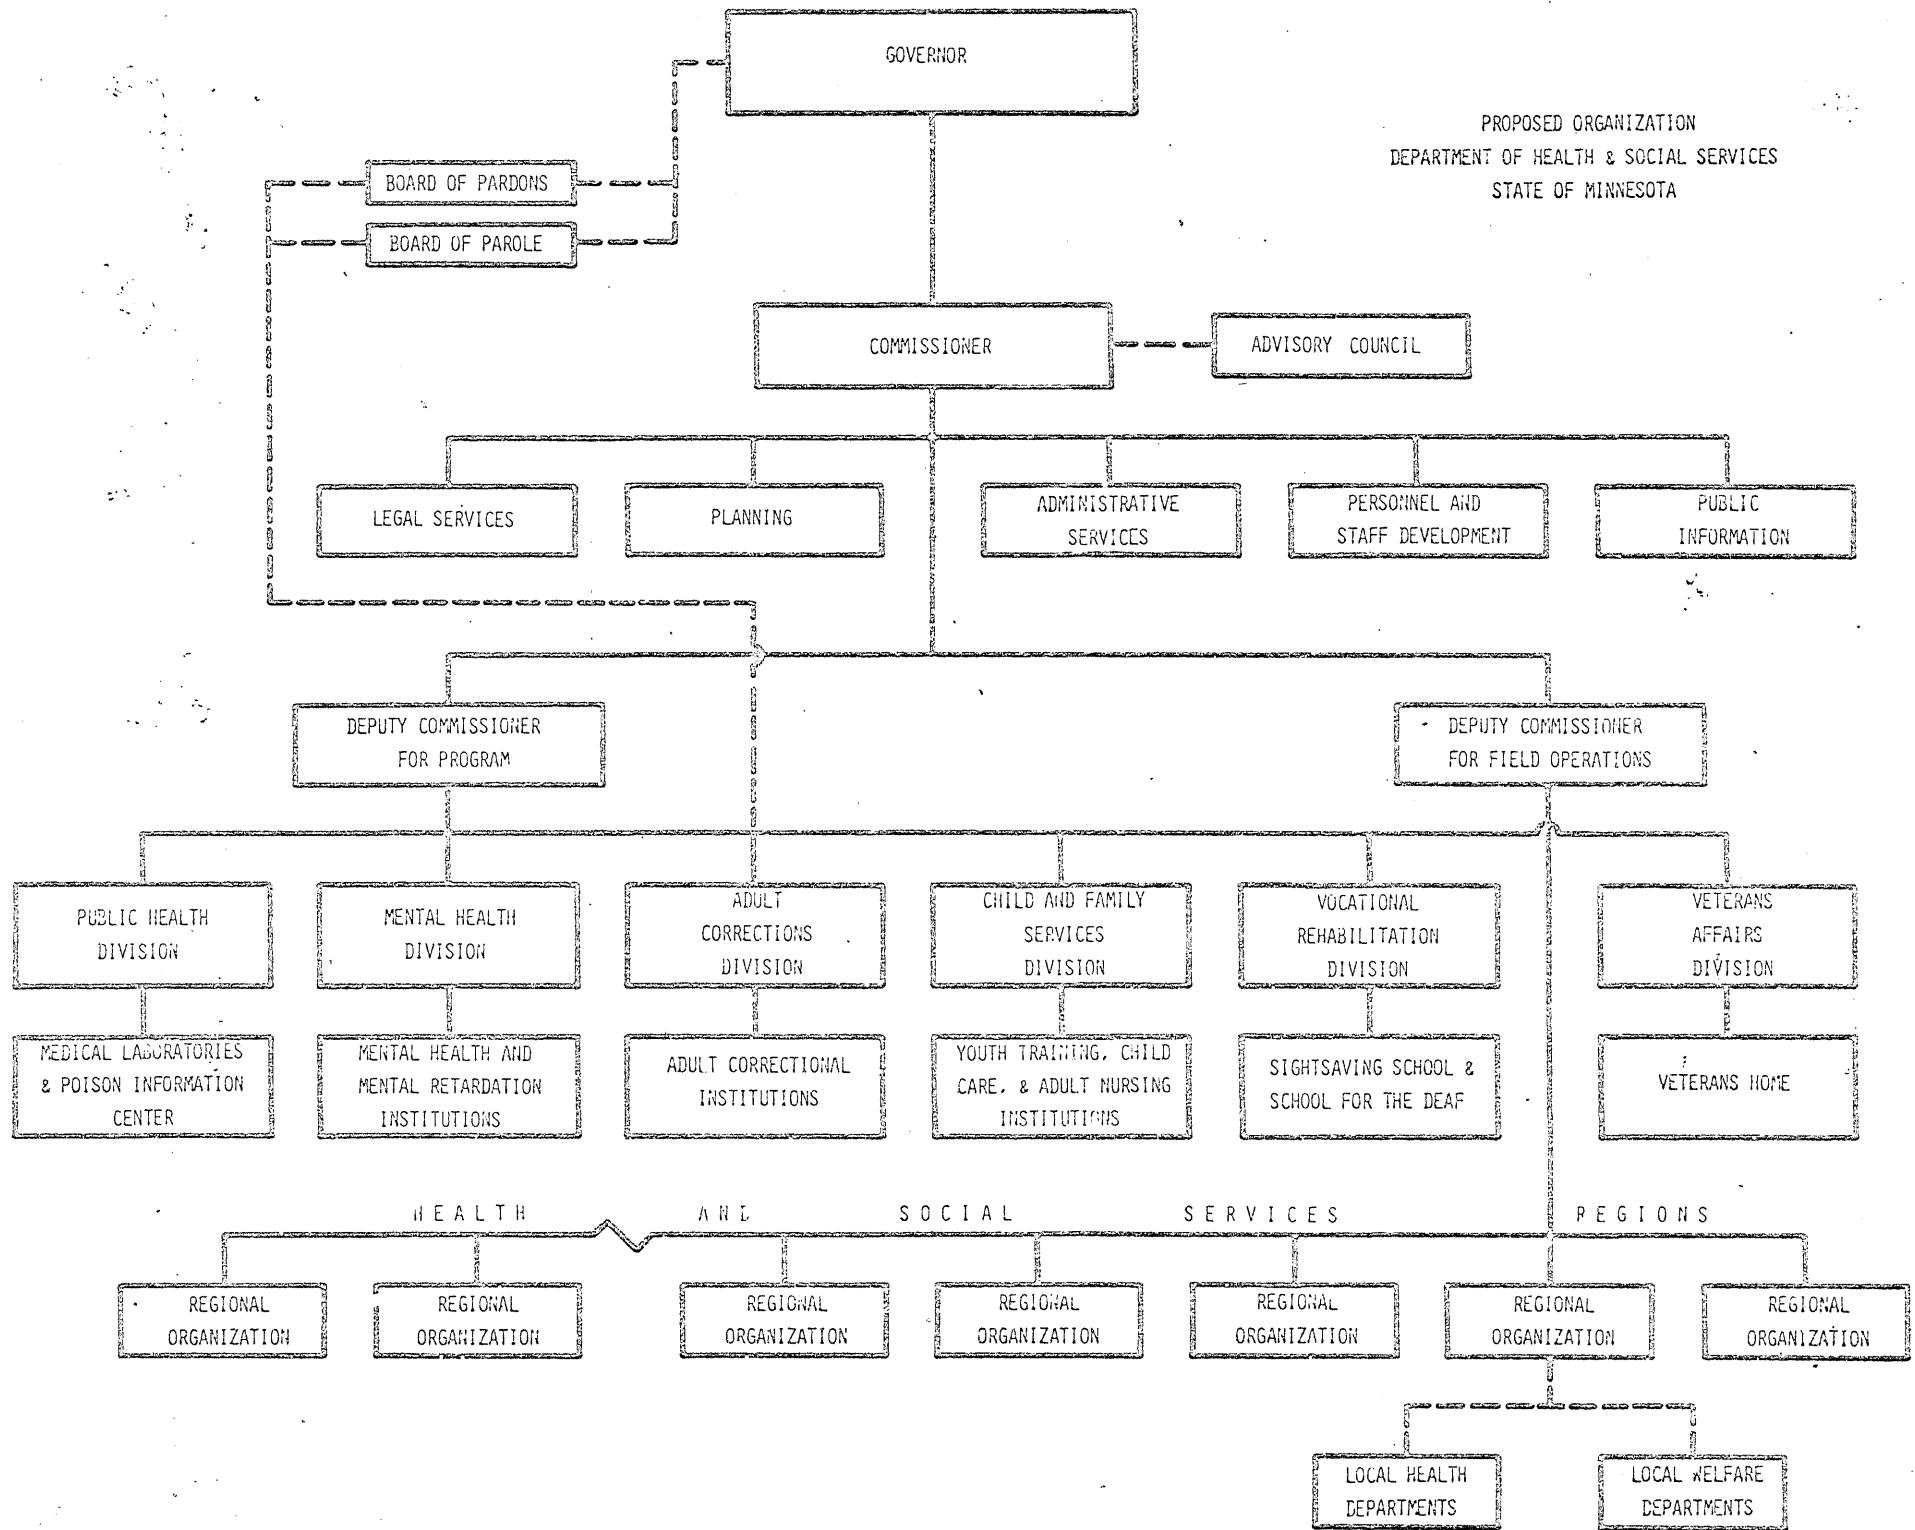 GOVERNOR
PROPOSED ORGANIZATION
DEPARTMENT OF HEALTH & SOCIAL SERVICES
STATE OF MINNESOTA
BOARD OF PARDONS
BOARD OF PAROLE
COMMISSIONER
ADVISORY COUNCIL
LEGAL SERVICES
PLANNING
ADMINISTRATIVE
SERVICES
PERSONNEL AND
STAFF DEVELOPMENT
PUBLIC
INFORMATION
DEPUTY COMMISSIONER
FOR PROGRAM
DEPUTY COMMISSIONER
FOR FIELD OPERATIONS
PUBLIC HEALTH
DIVISION
MENTAL HEALTH
DIVISION
ADULT
CORRECTIONS
DIVISION
CHILD AND FAMILY
SERVICES
DIVISION
VOCATIONAL
REHABILITATION
DIVISION
VETERANS
AFFAIRS
DIVISION
MEDICAL LABORATORIES
& POISON INFORMATION
CENTER
MENTAL HEALTH AND
MENTAL RETARDATION
INSTITUTIONS
ADULT CORRECTIONAL
INSTITUTIONS
YOUTH TRAINING, CHILD
CARE, & ADULT NURSING
INSTITUTIONS
SIGHTSAVING SCHOOL &
SCHOOL FOR THE DEAF
VETERANS HOME
HEALTH AND SOCIAL SERVICES REGIONS
REGIONAL
ORGANIZATION
REGIONAL
ORGANIZATION
REGIONAL
ORGANIZATION
REGIONAL
ORGANIZATION
REGIONAL
ORGANIZATION
REGIONAL
ORGANIZATION
REGIONAL
ORGANIZATION
LOCAL HEALTH
DEPARTMENTS
LOCAL WELFARE
DEPARTMENTS